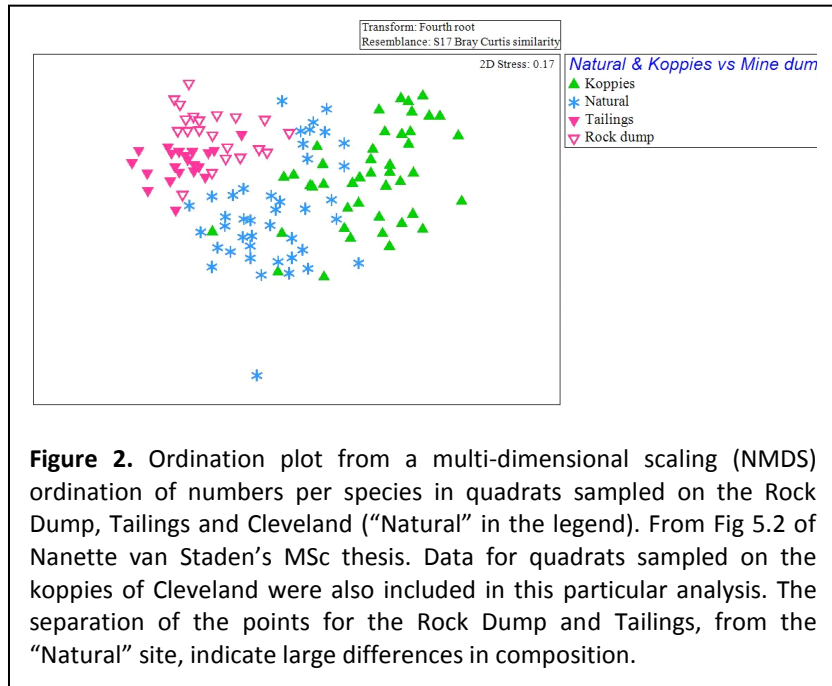 Transform: Fourth root
Resemblance: S17 Bray Curtis similarity
2D Stress: 0.17
Natural & Koppies vs Mine dum
Koppies
Natural
Tailings
Rock dump
Figure 2. Ordination plot from a multi-dimensional scaling (NMDS)
ordination of numbers per species in quadrats sampled on the Rock
Dump, Tailings and Cleveland (“Natural” in the legend). From Fig 5.2 of
Nanette van Staden’s MSc thesis. Data for quadrats sampled on the
koppies of Cleveland were also included in this particular analysis. The
separation of the points for the Rock Dump and Tailings, from the
“Natural” site, indicate large differences in composition.